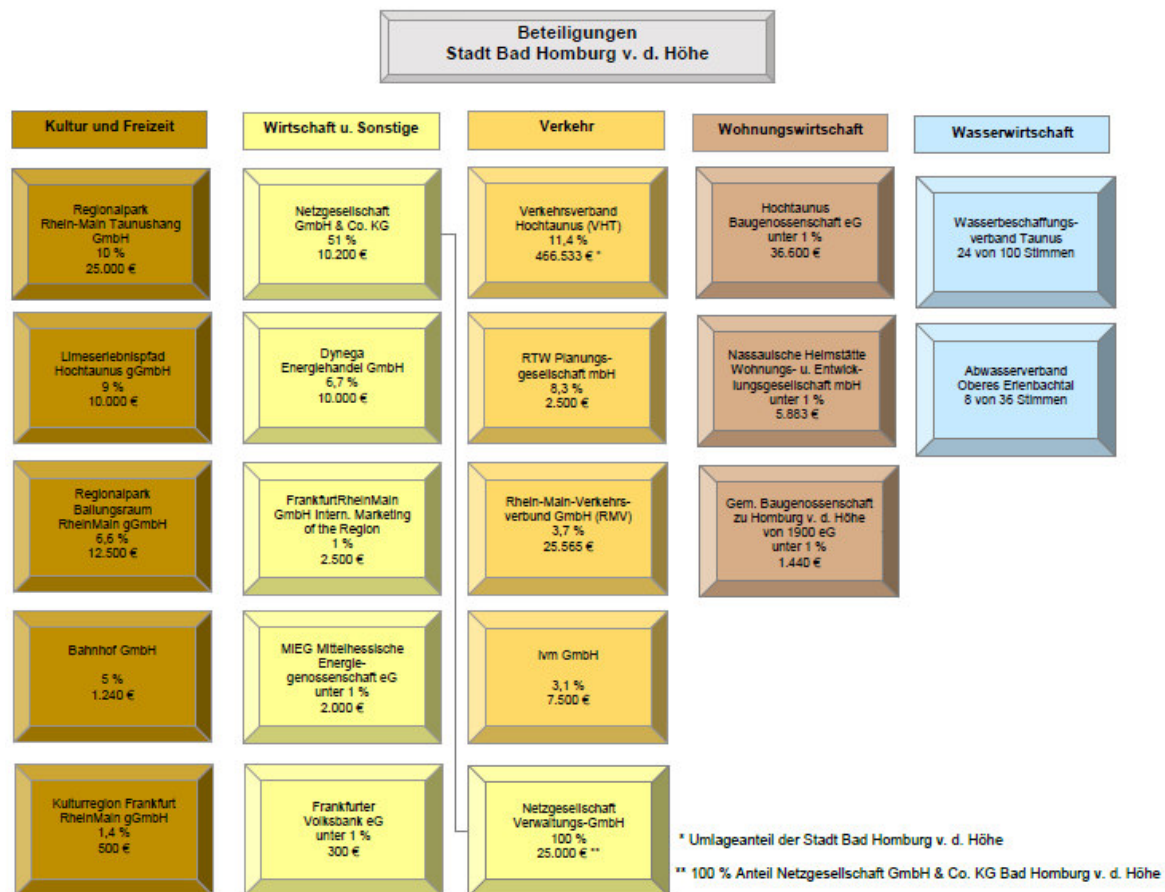 Beteiligungen
Stadt Bad Homburg v. d. Höhe
Kultur und Freizeit
Regionalpark
Rhein-Main Taunushang
GmbH
10 %
25.000 €
Limeserlebnispfad
Hochtaunus gGmbH
9 %
10.000 €
Regionalpark
Ballungsraum
RheinMain gGmbH
6,6 %
12.500 €
Bahnhof GmbH
5 %
1.240 €
Kulturregion Frankfurt
RheinMain gGmbH
1,4 %
500 €
Wirtschaft u. Sonstige
Netzgesellschaft
GmbH & Co. KG
51 %
10.200 €
Dynega
Energiehandel GmbH
6,7 %
10.000 €
FrankfurtRheinMain
GmbH Intern. Marketing
of the Region
1 %
2.500 €
MIEG Mittelhessische
Energie-
genossenschaft eG
unter 1 %
2.000 €
Frankfurter
Volksbank eG
unter 1 %
300 €
Verkehr
Verkehrsverband
Hochtaunus (VHT)
11,4 %
466.533 € *
RTW Planungs-
gesellschaft mbH
8,3 %
2.500 €
Rhein-Main-Verkehrs-
verbund GmbH (RMV)
3,7 %
25.565 €
ivm GmbH
3,1 %
7.500 €
Netzgesellschaft
Verwaltungs-GmbH
100 %
25.000 € **
Wohnungswirtschaft
Hochtaunus
Baugenossenschaft eG
unter 1 %
36.600 €
Nassauische Heimstätte
Wohnungs- u. Entwick-
lungsgesellschaft mbH
unter 1 %
5.883 €
Gem. Baugenossenschaft
zu Homburg v. d. Höhe
von 1900 eG
unter 1 %
1.440 €
Wasserwirtschaft
Wasserbeschaffungs-
verband Taunus
24 von 100 Stimmen
Abwasserverband
Oberes Erlenbachtal
8 von 36 Stimmen
* Umlageanteil der Stadt Bad Homburg v. d. Höhe
** 100 % Anteil Netzgesellschaft GmbH & Co. KG Bad Homburg v. d. Höhe